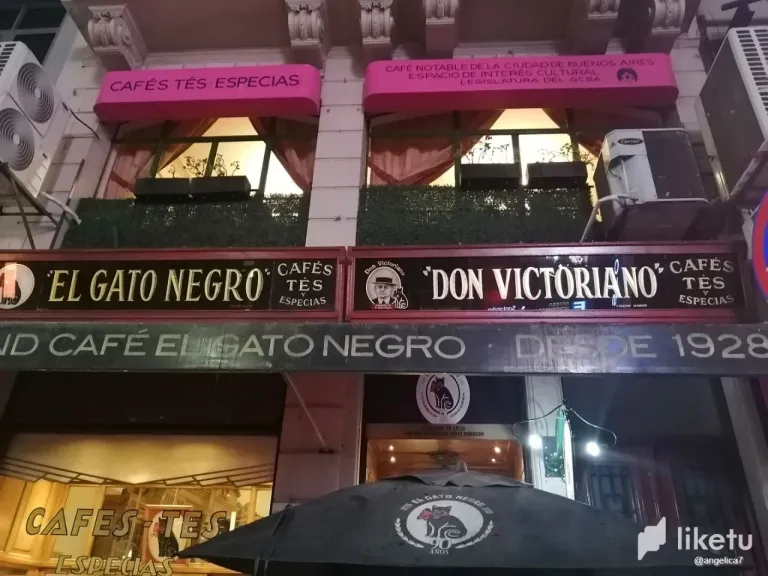 CAFÉS TÉS ESPECIAS
CAFÉ NOTABLE DE LA CIUDAD DE BUENOS AIRES
ESPACIO DE INTERÉS CULTURAL
LEGISLATURA DEL GCBA
Carrier
"EL GATO NEGRO"
CAFÉS
TÉS
Y
ESPECIAS
Don Victoriano
"DON VICTORIANO"
CAFÉS
TÉS
Y
ESPECIAS
ND CAFÉ EL GATO NEGRO · DESDE 1928
CAFES-TES
ESPECIAS
EL GATO NEGRO
90
AÑOS
liketu
@angelica7